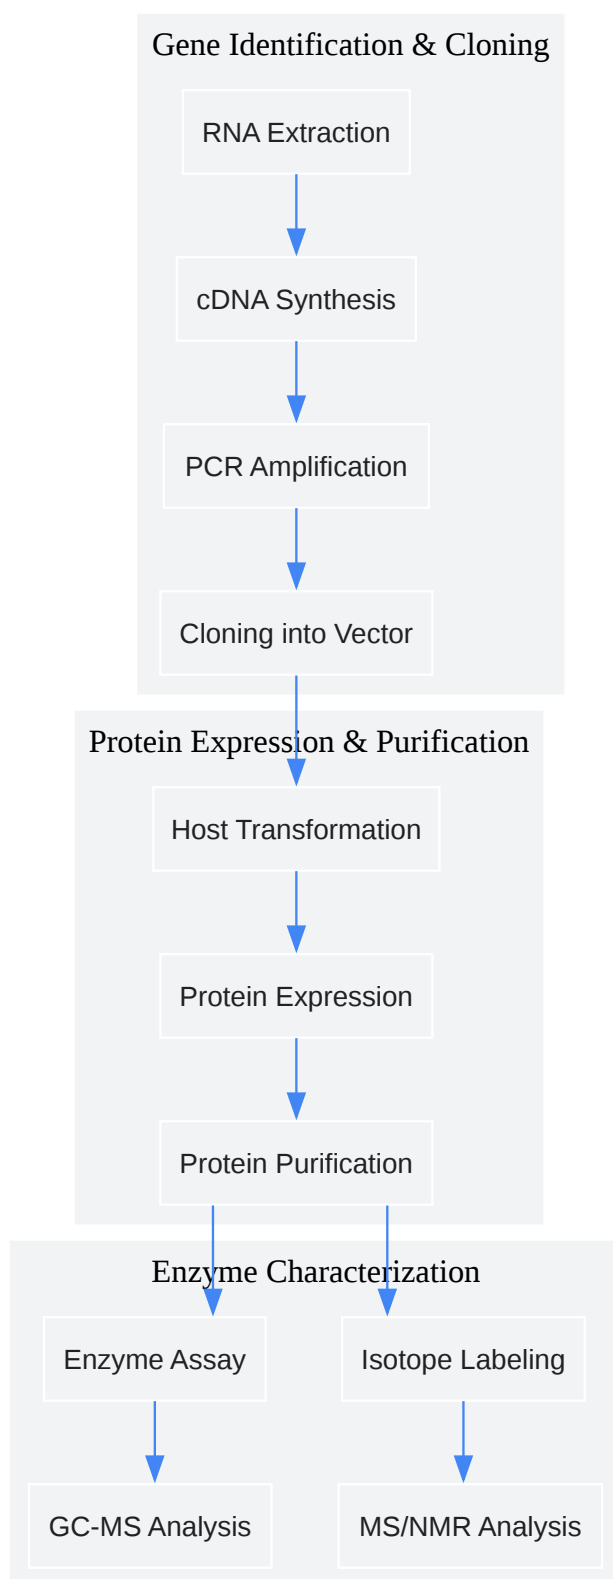 Gene Identification & Cloning
RNA Extraction
cDNA Synthesis
PCR Amplification
Cloning into Vector
Protein Expression & Purification
Host Transformation
Protein Expression
Protein Purification
Enzyme Characterization
Enzyme Assay
Isotope Labeling
GC-MS Analysis
MS/NMR Analysis